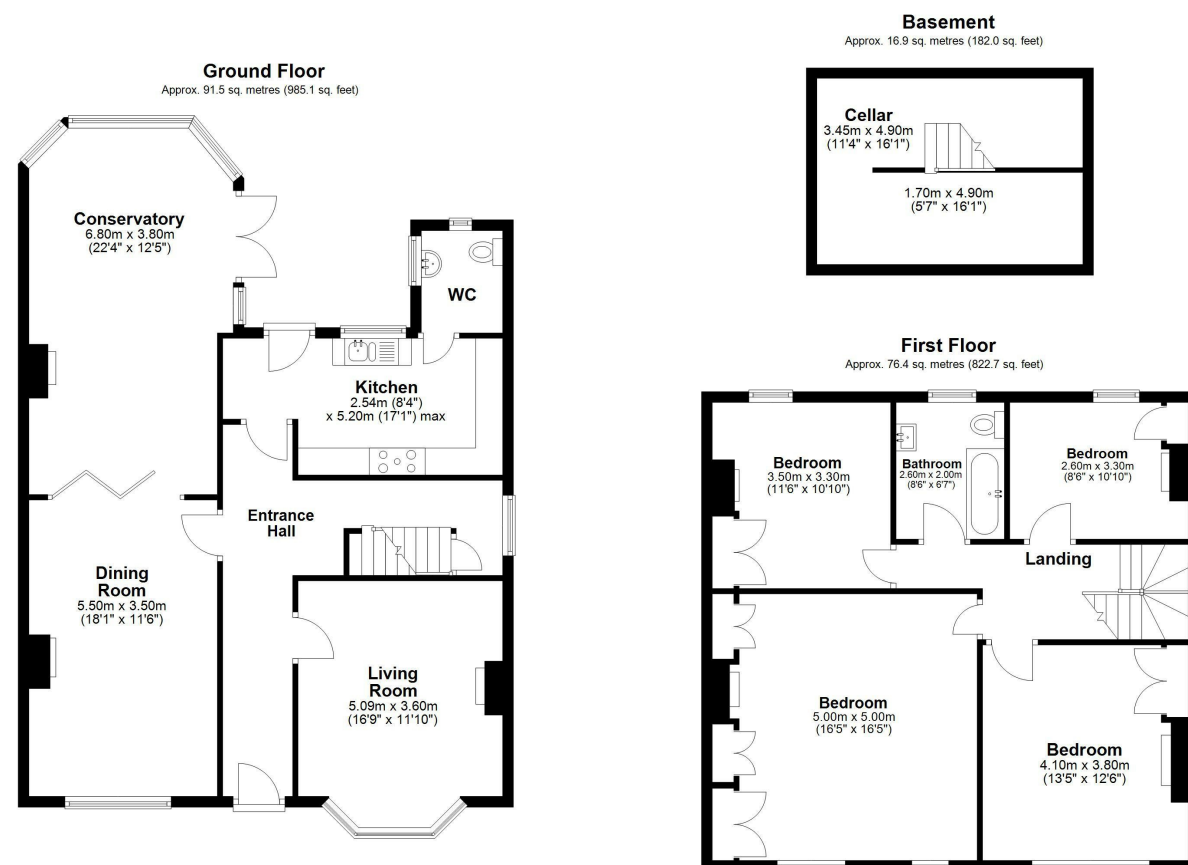 Ground Floor
Approx. 91.5 sq. metres (985.1 sq. feet)
Conservatory
6.80m x 3.80m
(22'4" x 12'5")
WC
Kitchen
2.54m (8'4")
x 5.20m (17'1") max
Entrance
Hall
Dining
Room
5.50m x 3.50m
(18'1" x 11'6")
Living
Room
5.09m x 3.60m
(16'9" x 11'10")
Basement
Approx. 16.9 sq. metres (182.0 sq. feet)
Cellar
3.45m x 4.90m
(11'4" x 16'1")
1.70m x 4.90m
(5'7" x 16'1")
First Floor
Approx. 76.4 sq. metres (822.7 sq. feet)
Bedroom
3.50m x 3.30m
(11'6" x 10'10")
Bathroom
2.60m x 2.00m
(8'6" x 6'7")
Bedroom
2.60m x 3.30m
(8'6" x 10'10")
Landing
Bedroom
5.00m x 5.00m
(16'5" x 16'5")
Bedroom
4.10m x 3.80m
(13'5" x 12'6")